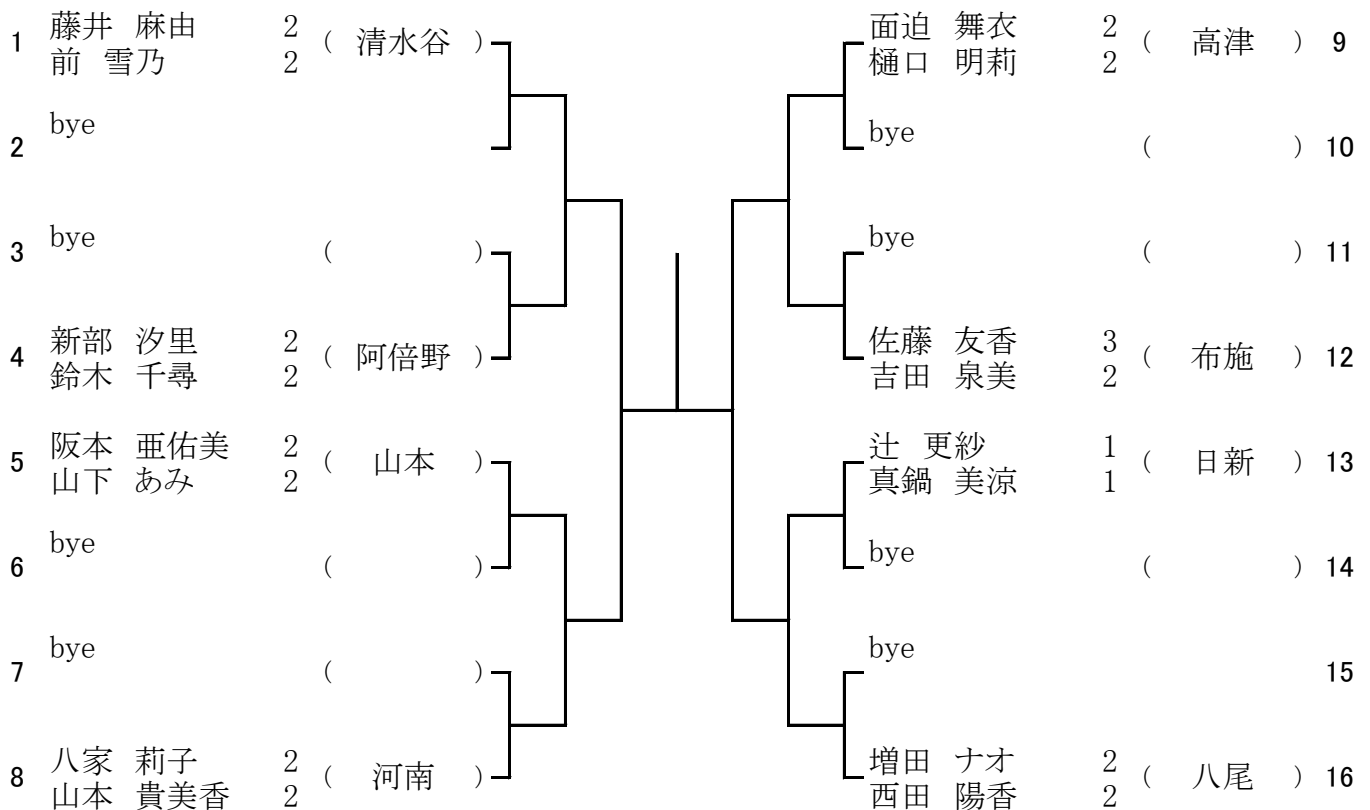 1 藤井 麻由 2 ( 清水谷 )
前 雪乃 2
2 bye
3 bye ( )
4 新部 汐里 2 ( 阿倍野 )
鈴木 千尋 2
5 阪本 亜佑美 2 ( 山本 )
山下 あみ 2
6 bye ( )
7 bye ( )
8 八家 莉子 2 ( 河南 )
山本 貴美香 2
面迫 舞衣 2 ( 高津 ) 9
樋口 明莉 2
bye ( ) 10
bye ( ) 11
佐藤 友香 3 ( 布施 ) 12
吉田 泉美 2
辻 更紗 1 ( 日新 ) 13
真鍋 美涼 1
bye ( ) 14
bye 15
増田 ナオ 2 ( 八尾 ) 16
西田 陽香 2